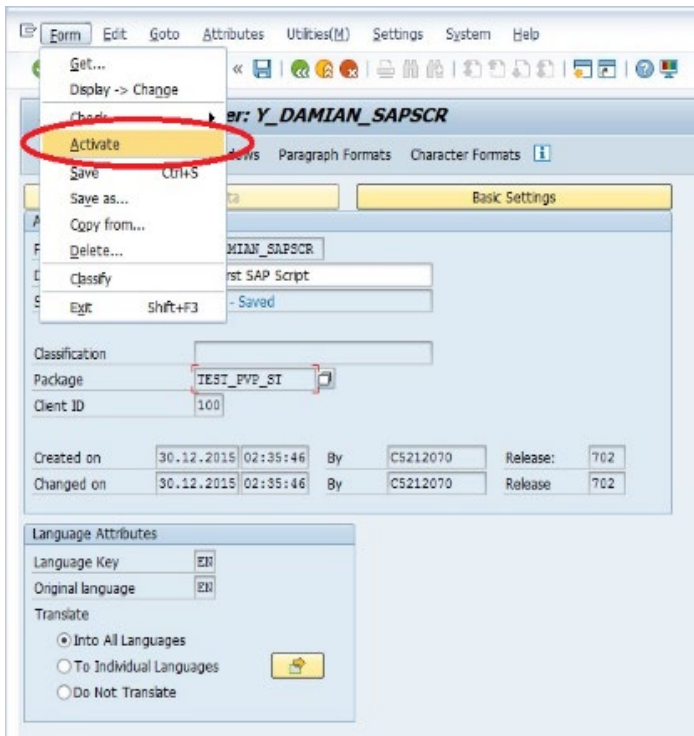 Form Edit Goto Attributes Utilities(M) Settings System Help
Get...
Display -> Change
Check
er: Y_DAMIAN_SAPSCR
Activate
ows Paragraph Formats Character Formats
Save Ctrl+S
Save as...
ta
Basic Settings
Copy from...
Delete...
MIAN_SAPSCR
Classify
rst SAP Script
Exit Shift+F3
- Saved
Classification
Package TEST_PVP_ST
Client ID 100
Created on 30.12.2015 02:35:46 By C5212070 Release: 702
Changed on 30.12.2015 02:35:46 By C5212070 Release 702
Language Attributes
Language Key EN
Original language EN
Translate
Into All Languages
To Individual Languages
Do Not Translate